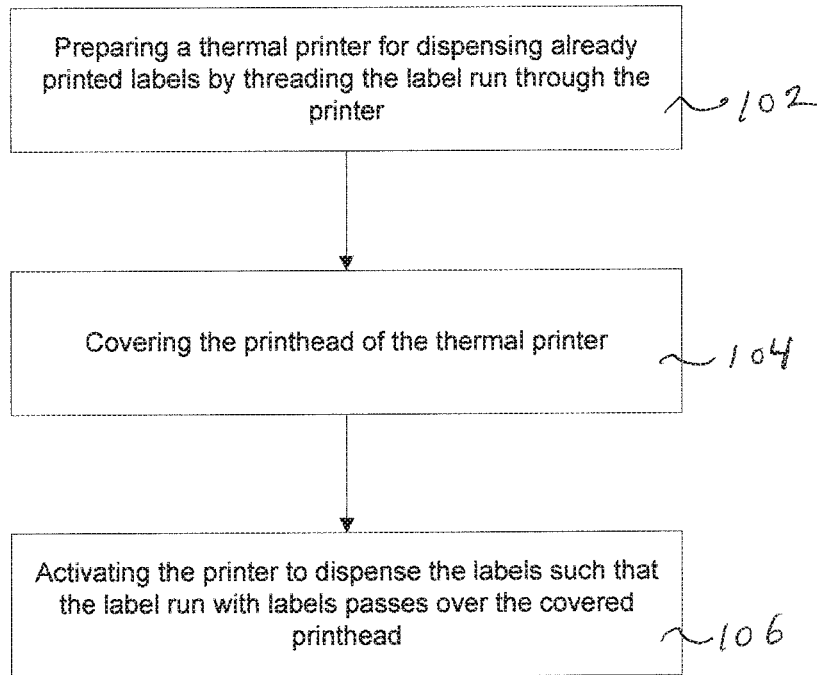 Preparing a thermal printer for dispensing already
printed labels by threading the label run through the
printer
102
Covering the printhead of the thermal printer
104
Activating the printer to dispense the labels such that
the label run with labels passes over the covered
printhead
106